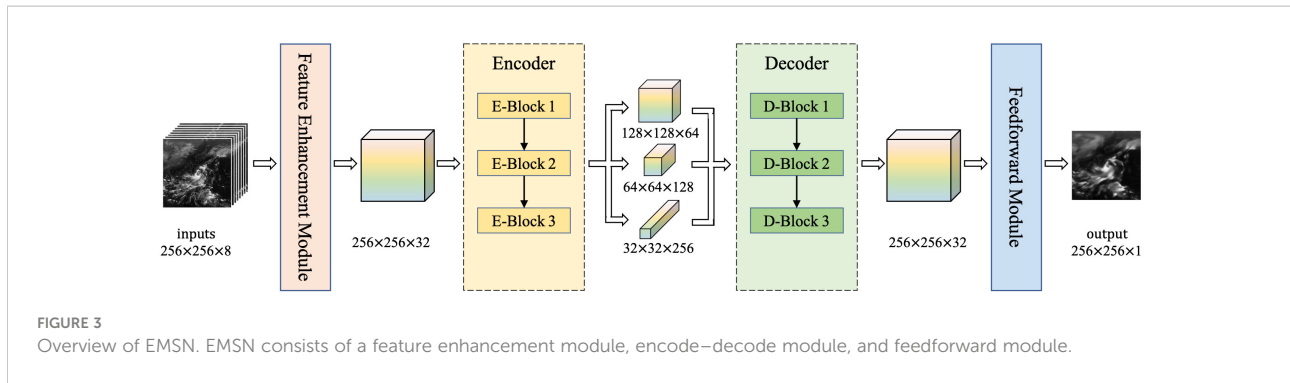 inputs
256×256×8
Feature Enhancement Module
256×256×32
Encoder
E-Block 1
E-Block 2
E-Block 3
128×128×64
64×64×128
32×32×256
Decoder
D-Block 1
D-Block 2
D-Block 3
256×256×32
Feedforward Module
output
256×256×1
FIGURE 3
Overview of EMSN. EMSN consists of a feature enhancement module, encode–decode module, and feedforward module.